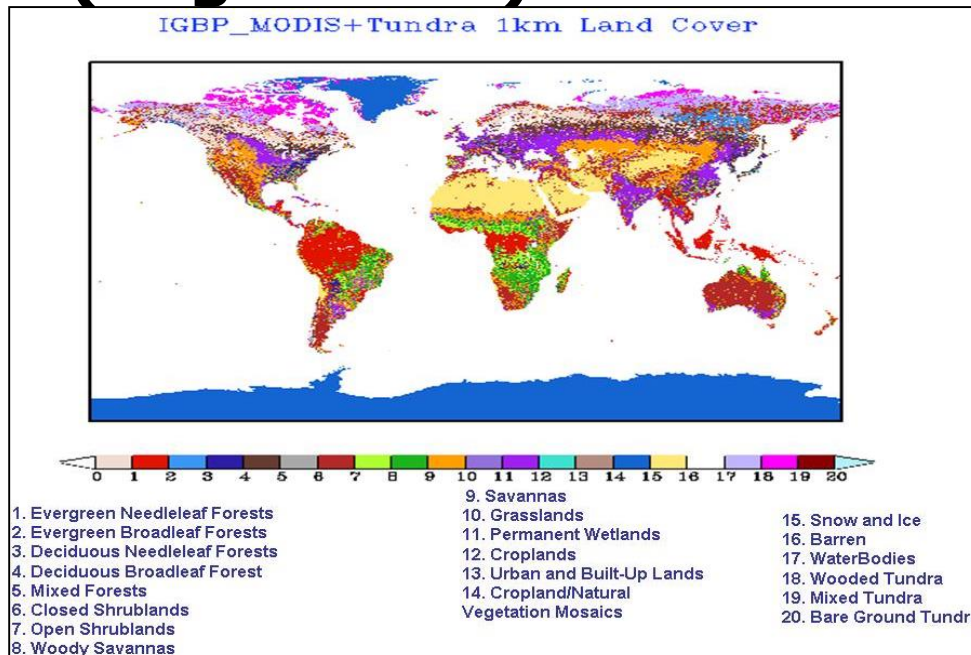 IGBP_MODIS+Tundra 1km Land Cover
0 1 2 3 4 5 6 7 8 9 10 11 12 13 14 15 16 17 18 19 20
1. Evergreen Needleleaf Forests
2. Evergreen Broadleaf Forests
3. Deciduous Needleleaf Forests
4. Deciduous Broadleaf Forest
5. Mixed Forests
6. Closed Shrublands
7. Open Shrublands
8. Woody Savannas
9. Savannas
10. Grasslands
11. Permanent Wetlands
12. Croplands
13. Urban and Built-Up Lands
14. Cropland/Natural
Vegetation Mosaics
15. Snow and Ice
16. Barren
17. WaterBodies
18. Wooded Tundra
19. Mixed Tundra
20. Bare Ground Tundr